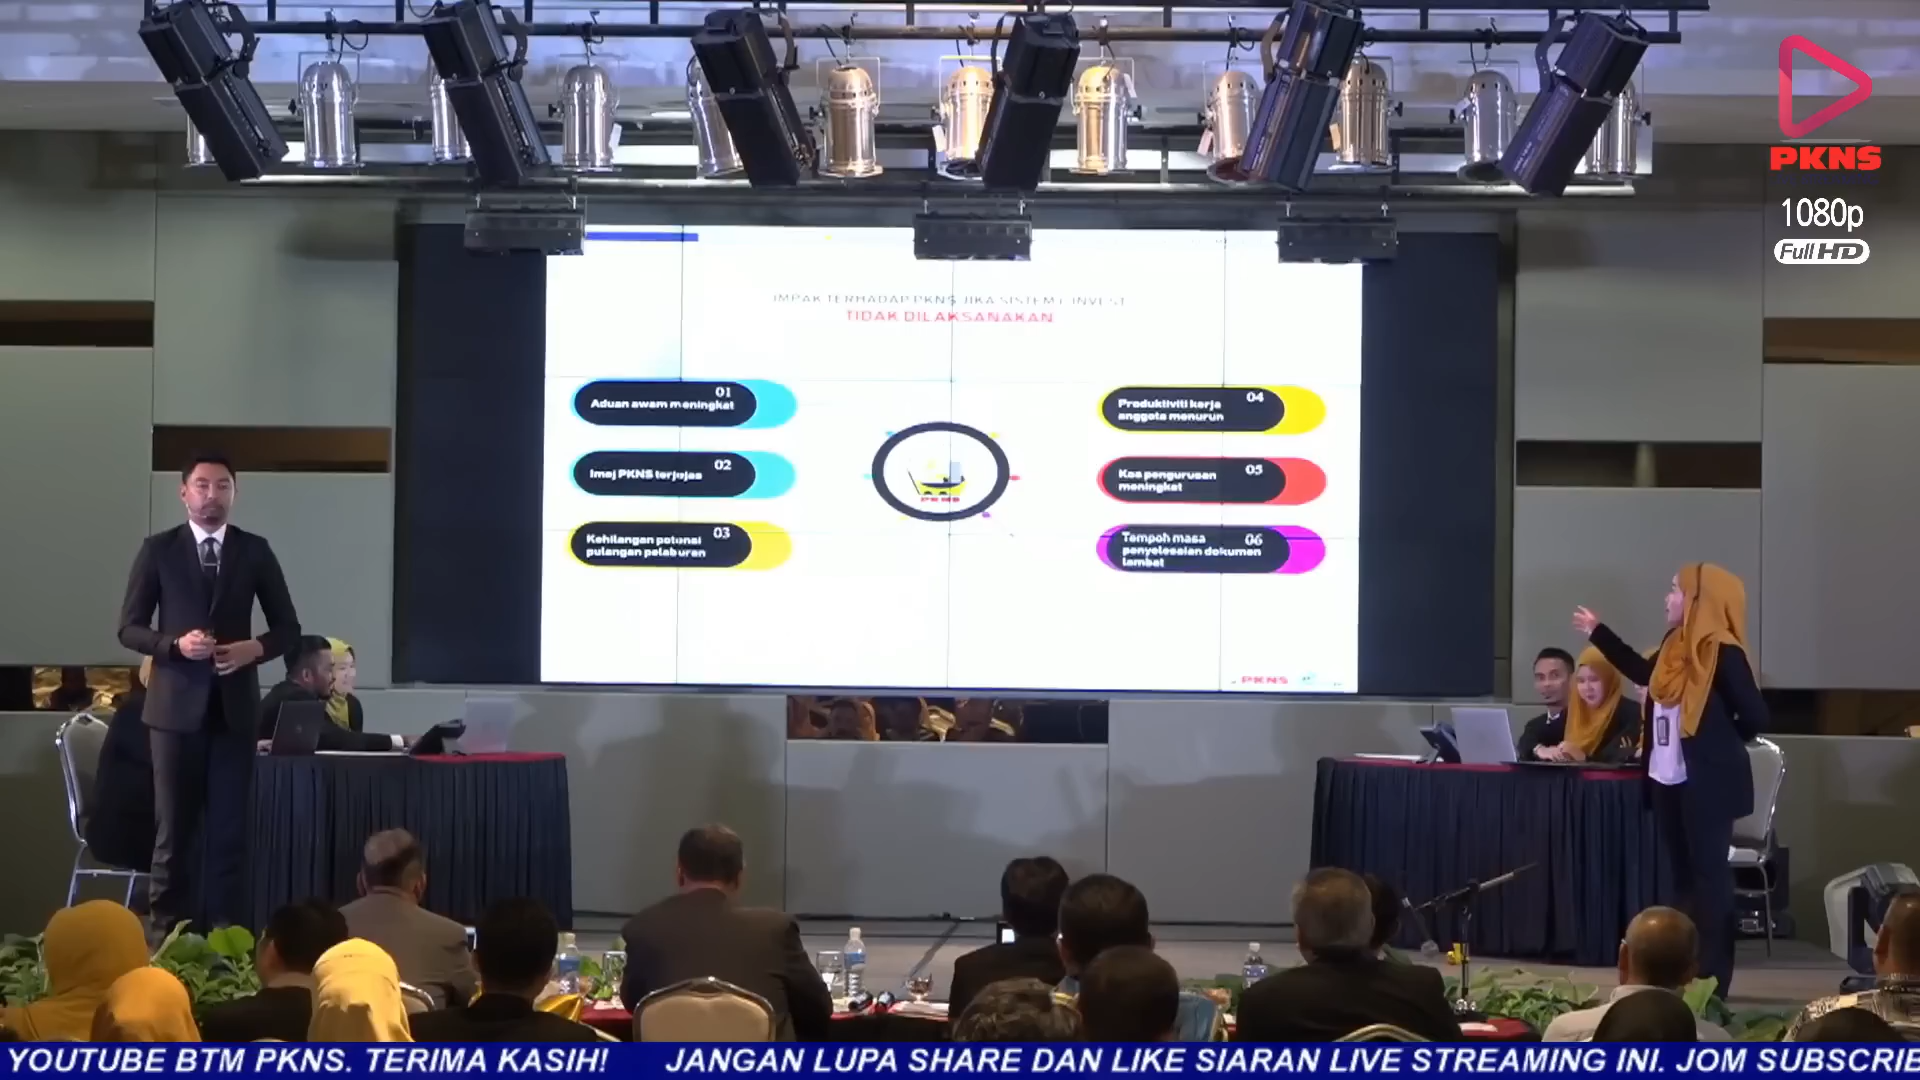 PKNS
1080p
Full HD
IMPAK TERHADAP PKNS JIKA SISTEM E INVEST
TIDAK DILAKSANAKAN
01
Aduan awam meningkat
02
Imej PKNS terjejas
03
Kehilangan potensi
pulangan pelaburan
PKNS
04
Produktiviti kerja
anggota menurun
05
Kos pengurusan
meningkat
06
Tempoh masa
penyelesaian dokumen
lambat
PKNS
YOUTUBE BTM PKNS. TERIMA KASIH! JANGAN LUPA SHARE DAN LIKE SIARAN LIVE STREAMING INI. JOM SUBSCRIBE